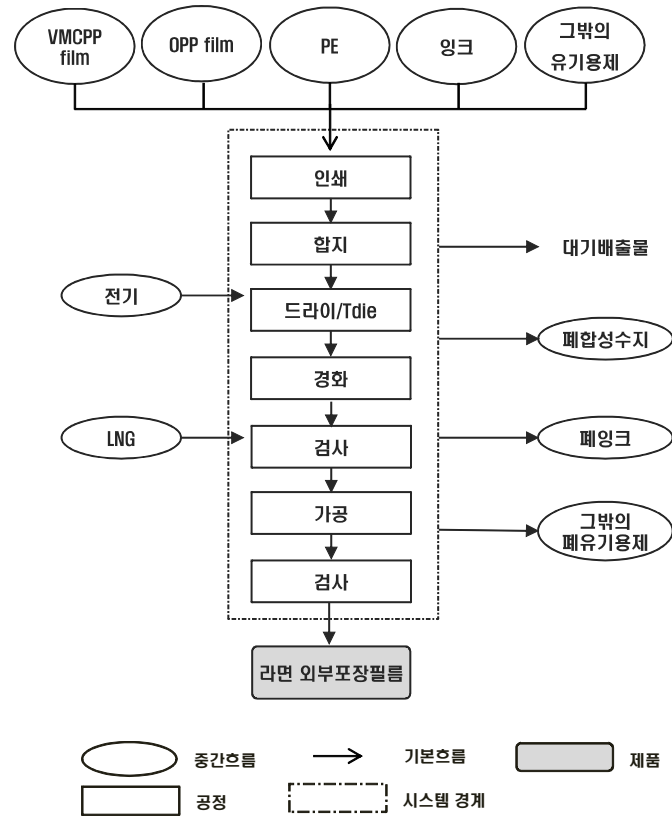 VMCPP
film
OPP film
PE
잉크
그밖의
유기용제
인쇄
합지
대기배출물
전기
드라이/Tdie
폐합성수지
경화
LNG
검사
폐잉크
가공
그밖의
폐유기용제
검사
라면 외부포장필름
중간흐름
기본흐름
제품
공정
시스템 경계